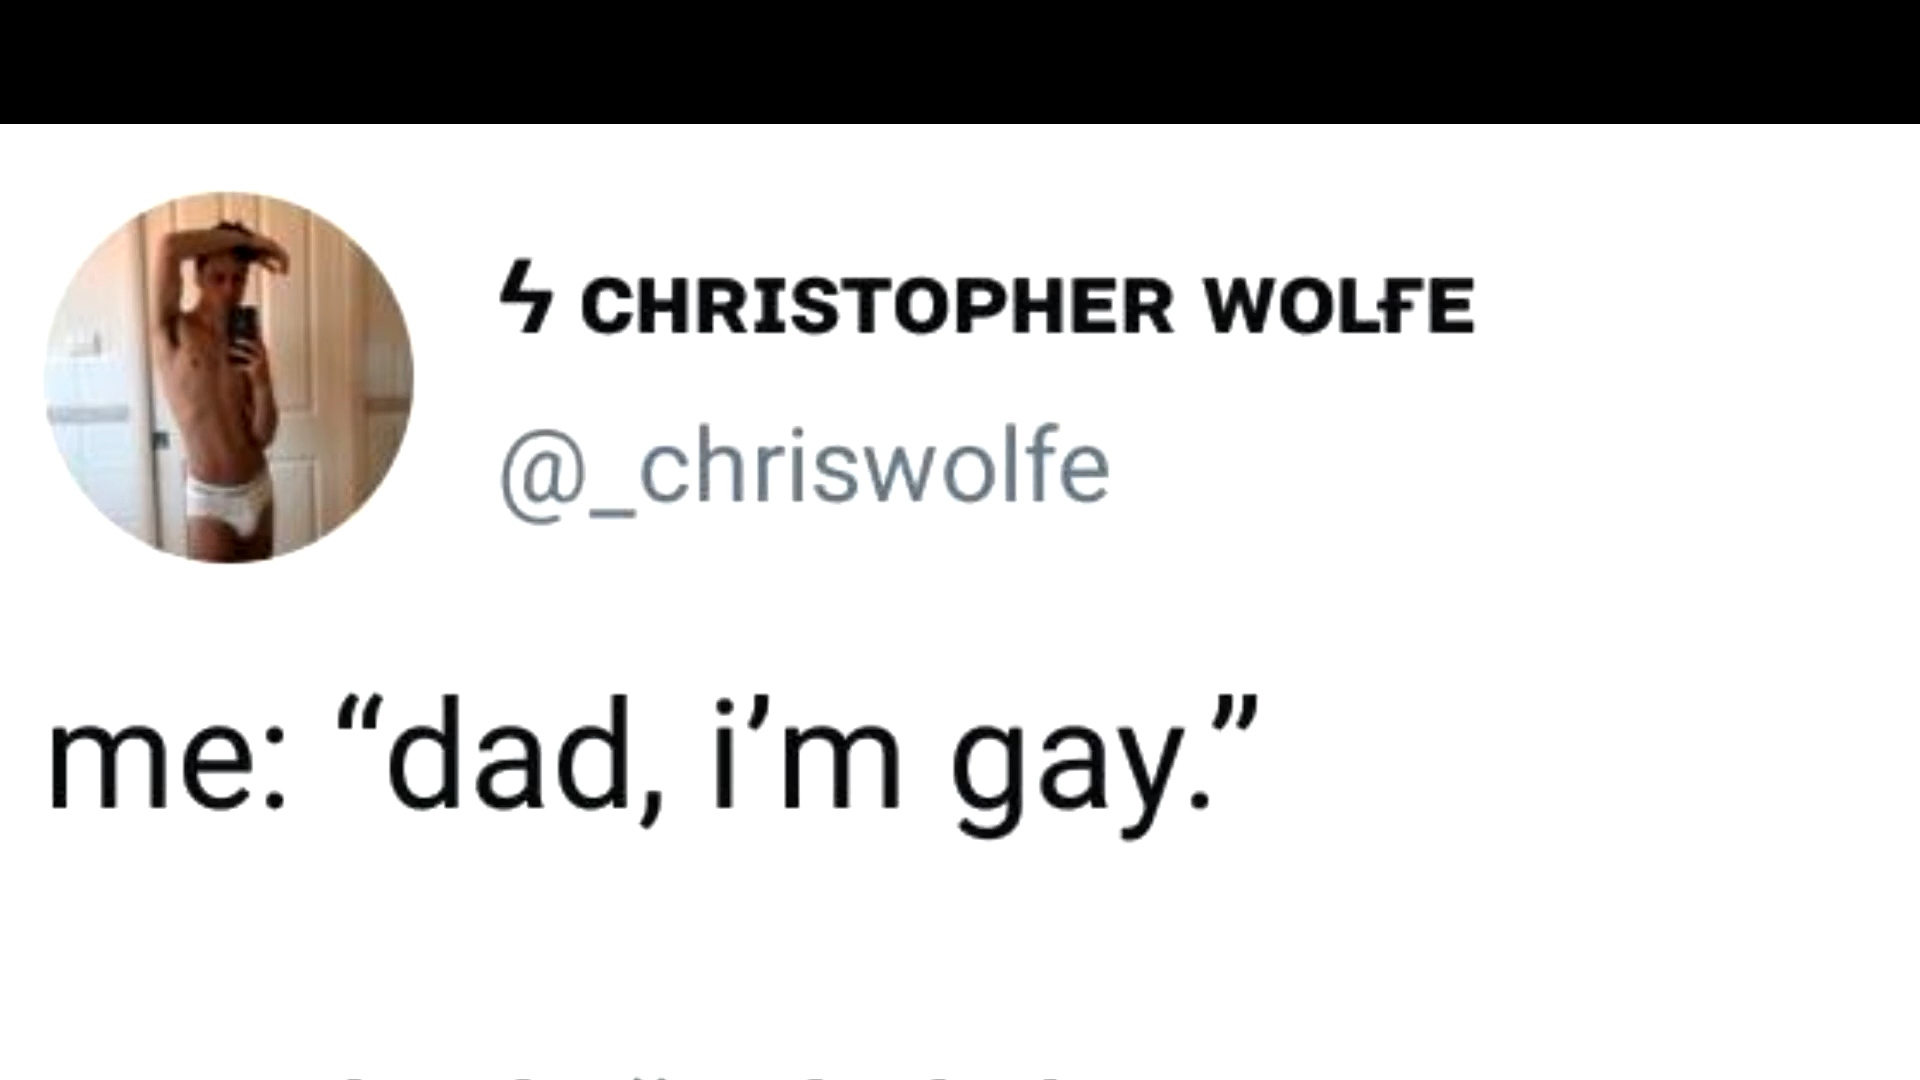 ϟ CHRISTOPHER WOLFE
@_chriswolfe
me: “dad, i’m gay.”